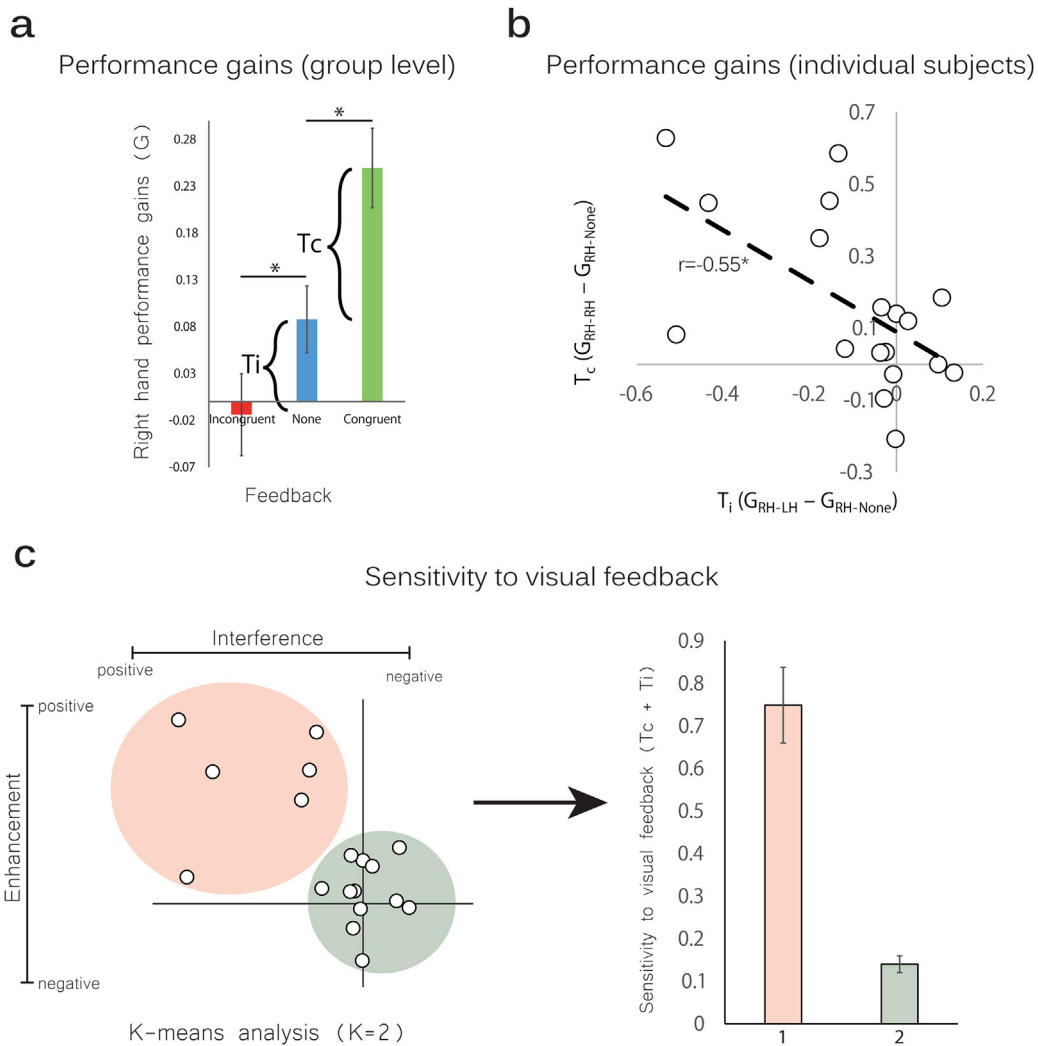 a
Performance gains (group level)
Right hand performance gains (G)
0.28
0.23
0.18
0.13
0.08
0.03
-0.02
-0.07
*
*
Tc
Ti
Incongruent None Congruent
Feedback
b
Performance gains (individual subjects)
Tc (GRH-RH – GRH-None)
0.7
0.5
0.3
0.1
-0.1
-0.3
r=-0.55*
-0.6 -0.4 -0.2 0 0.2
Ti (GRH-LH – GRH-None)
c
Sensitivity to visual feedback
Interference
positive
negative
Enhancement
positive
negative
K-means analysis (K=2)
Sensitivity to visual feedback (Tc + Ti)
0.9
0.8
0.7
0.6
0.5
0.4
0.3
0.2
0.1
0
1 2